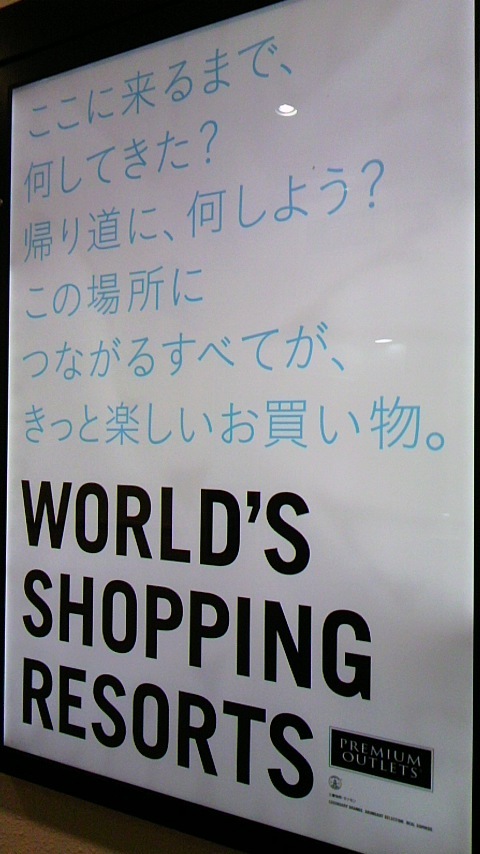 ここに来るまで、
何してきた？
帰り道に、何しよう？
この場所に
つながるすべてが、
きっと楽しいお買い物。
WORLD'S
SHOPPING
RESORTS
PREMIUM
OUTLETS